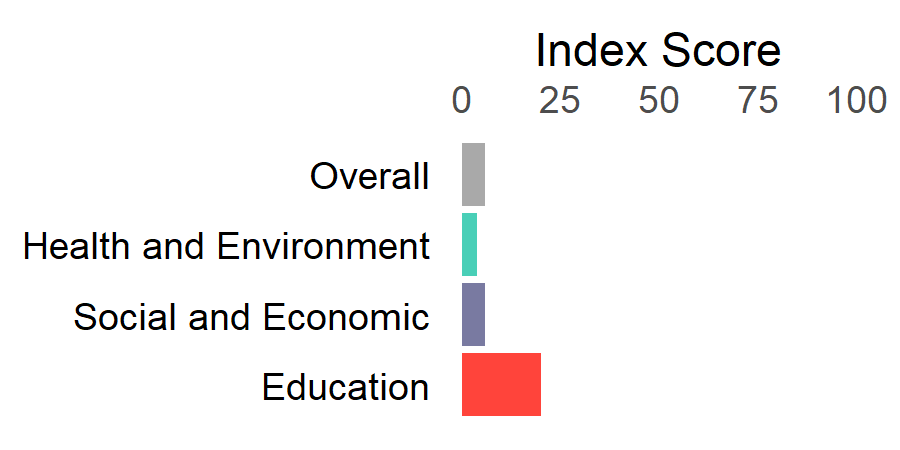 Index Score
0 25 50 75 100
Overall
Health and Environment
Social and Economic
Education